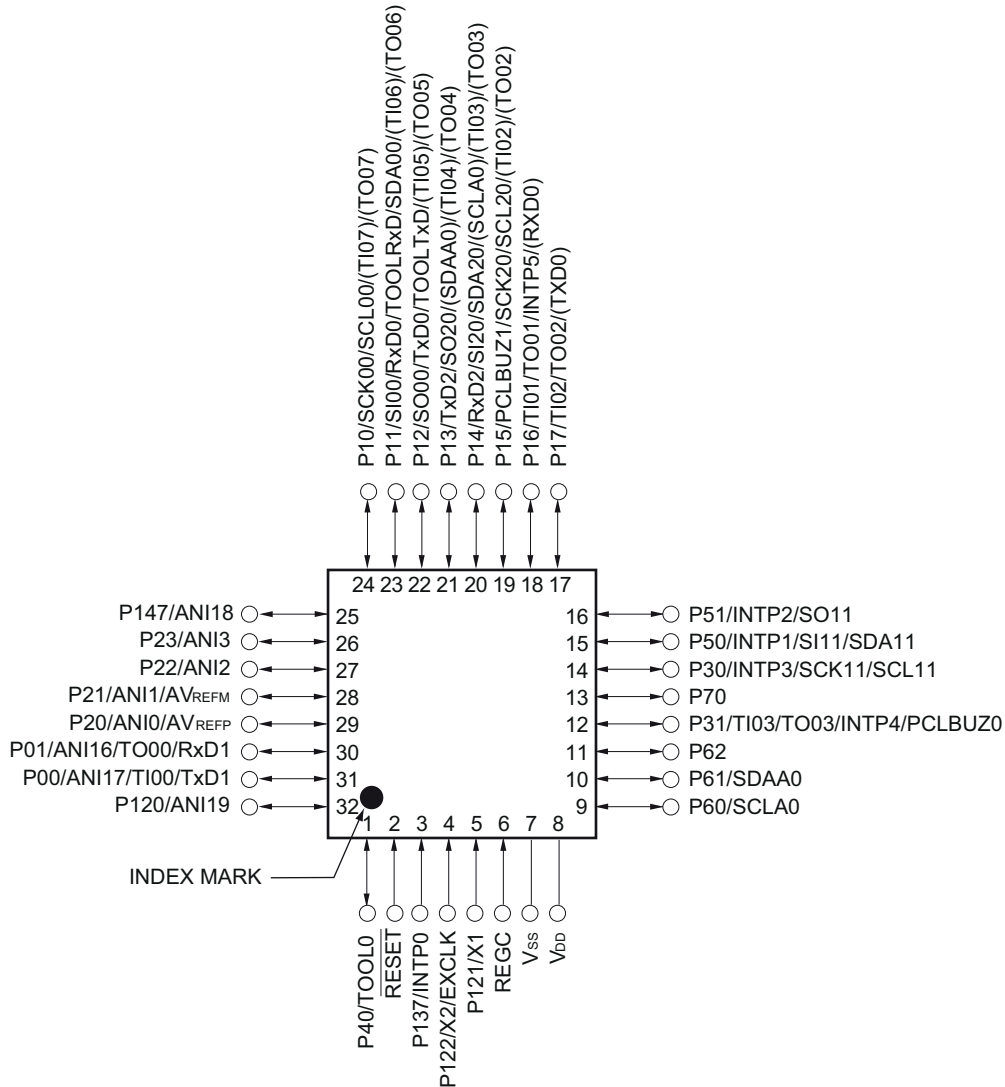 P10/SCK00/SCL00/(TI07)/(TO07)
P11/SI00/RxD0/TOOLRxD/SDA00/(TI06)/(TO06)
P12/SO00/TxD0/TOOLTxD/(TI05)/(TO05)
P13/TxD2/SO20/(SDAA0)/(TI04)/(TO04)
P14/RxD2/SI20/SDA20/(SCLA0)/(TI03)/(TO03)
P15/PCLBUZ1/SCK20/SCL20/(TI02)/(TO02)
P16/TI01/TO01/INTP5/(RXD0)
P17/TI02/TO02/(TXD0)
24 23 22 21 20 19 18 17
P147/ANI18 25
P23/ANI3 26
P22/ANI2 27
P21/ANI1/AVREFM 28
P20/ANI0/AVREFP 29
P01/ANI16/TO00/RxD1 30
P00/ANI17/TI00/TxD1 31
P120/ANI19 32
16 P51/INTP2/SO11
15 P50/INTP1/SI11/SDA11
14 P30/INTP3/SCK11/SCL11
13 P70
12 P31/TI03/TO03/INTP4/PCLBUZ0
11 P62
10 P61/SDAA0
9 P60/SCLA0
1 2 3 4 5 6 7 8
INDEX MARK
P40/TOOL0
RESET
P137/INTP0
P122/X2/EXCLK
P121/X1
REGC
VSS
VDD